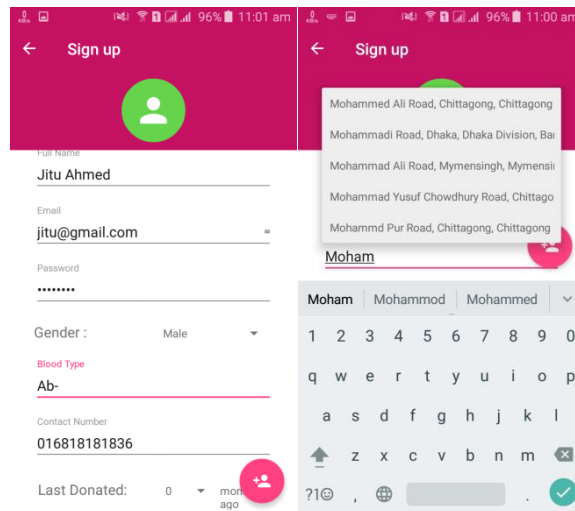 96% 11:01 am
Sign up
Full Name
Jitu Ahmed
Email
jitu@gmail.com
Password
••••••••
Gender : Male
Blood Type
Ab-
Contact Number
016818181836
Last Donated: 0 mon
ago
96% 11:00 am
Sign up
Mohammed Ali Road, Chittagong, Chittagong
Mohammadi Road, Dhaka, Dhaka Division, Ba
Mohammad Ali Road, Mymensingh, Mymensi
Mohammad Yusuf Chowdhury Road, Chittago
Mohammd Pur Road, Chittagong, Chittagong
Moham
Moham Mohammod Mohammed
1 2 3 4 5 6 7 8 9 0
q w e r t y u i o p
a s d f g h j k l
z x c v b n m
?1☺ , .